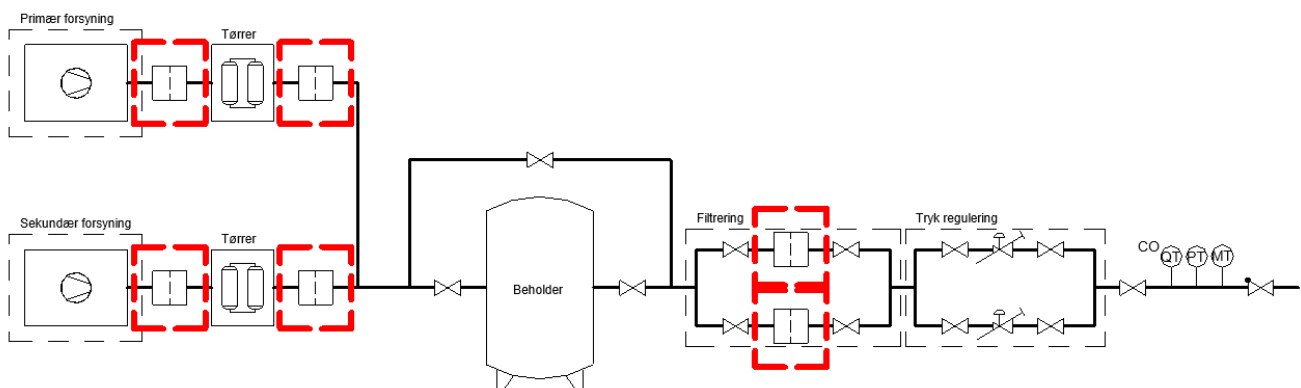 Primær forsyning
Tørrer
Sekundær forsyning
Tørrer
Beholder
Filtrering
Tryk regulering
CO
QT
PT
MT